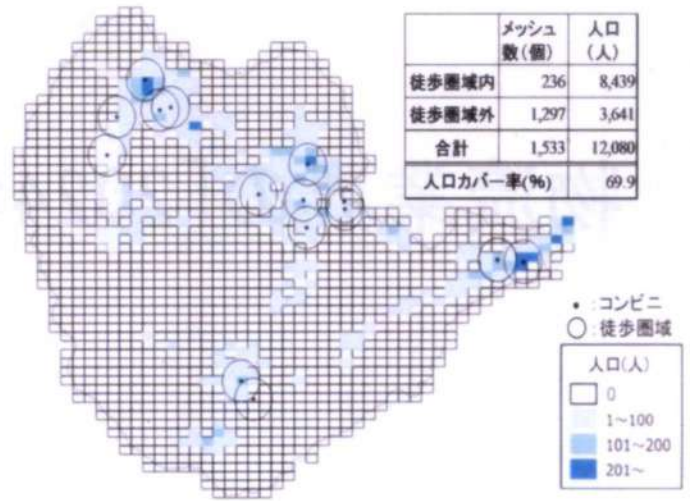 メッシュ 人口
数(個) (人)
徒歩圏域内 236 8,439
徒歩圏域外 1,297 3,641
合計 1,533 12,080
人口カバー率(%) 69.9
・ : コンビニ
○ : 徒歩圏域
人口(人)
0
1～100
101～200
201～